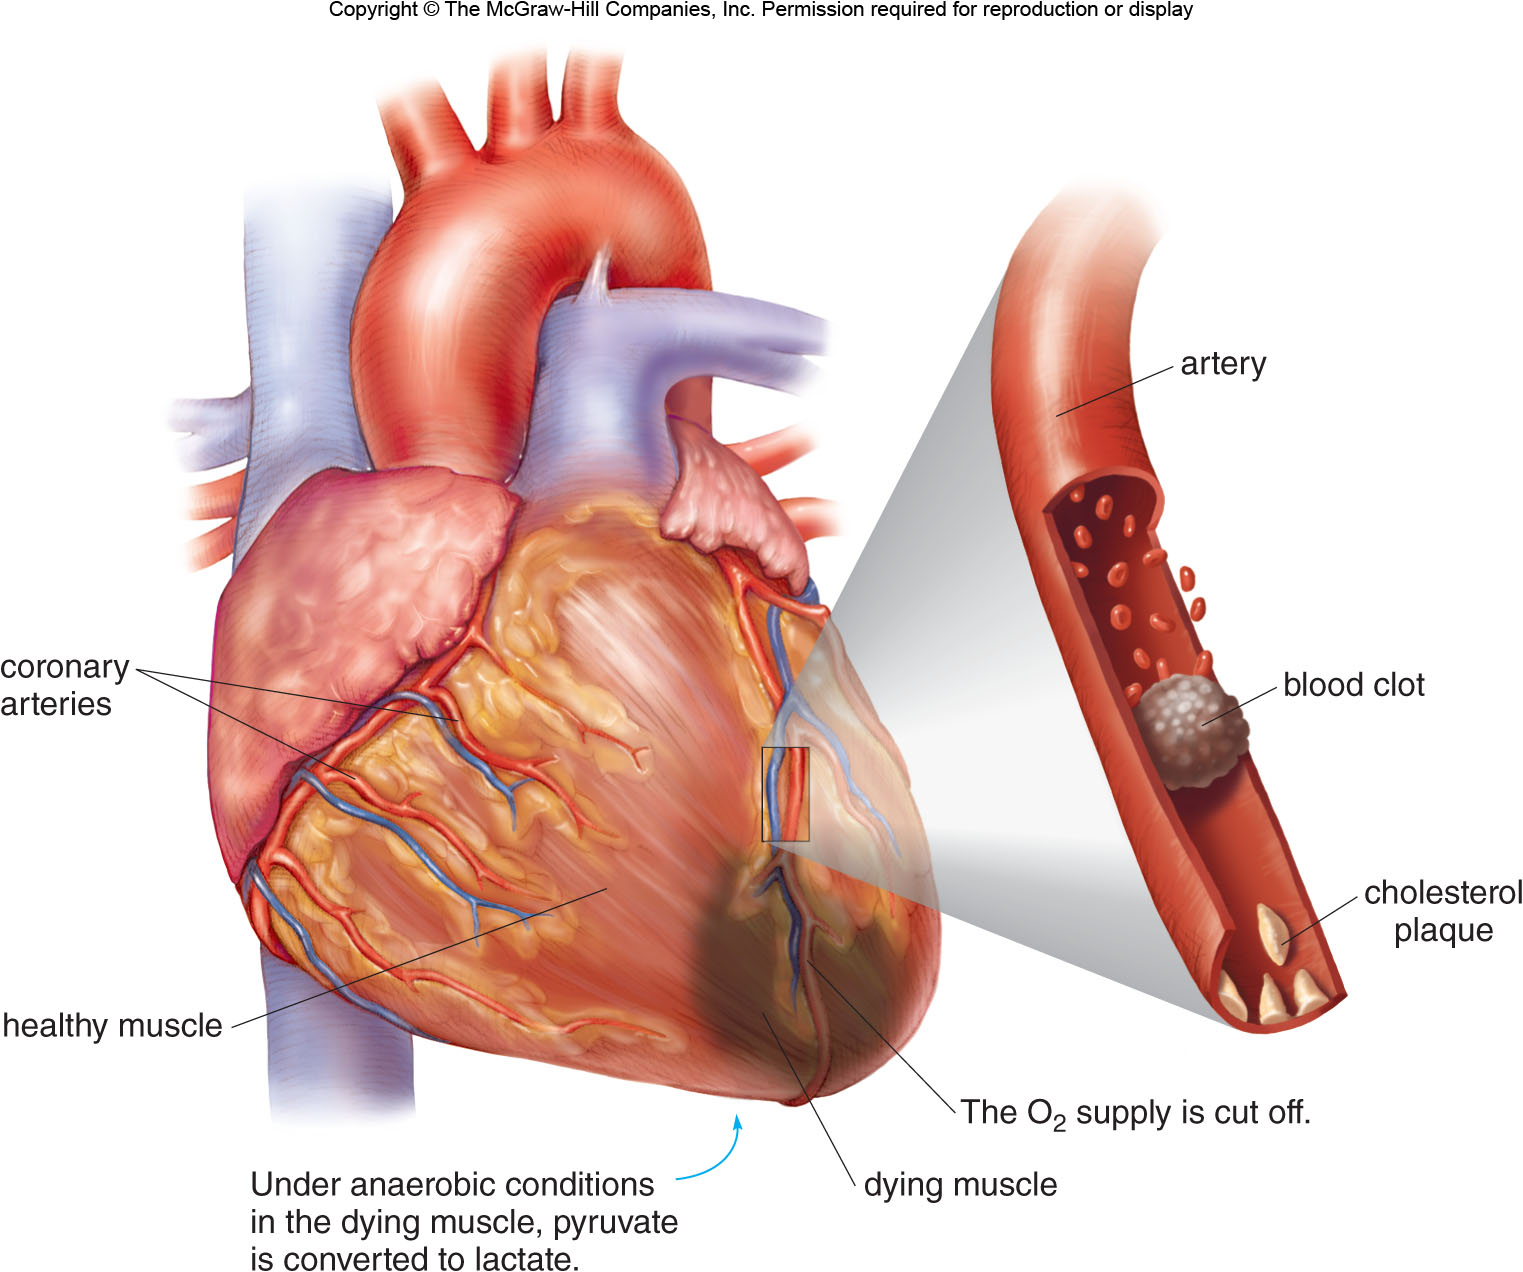 Copyright © The McGraw-Hill Companies, Inc. Permission required for reproduction or display
artery
coronary
arteries
blood clot
cholesterol
plaque
healthy muscle
The O₂ supply is cut off.
Under anaerobic conditions
in the dying muscle, pyruvate
is converted to lactate.
dying muscle